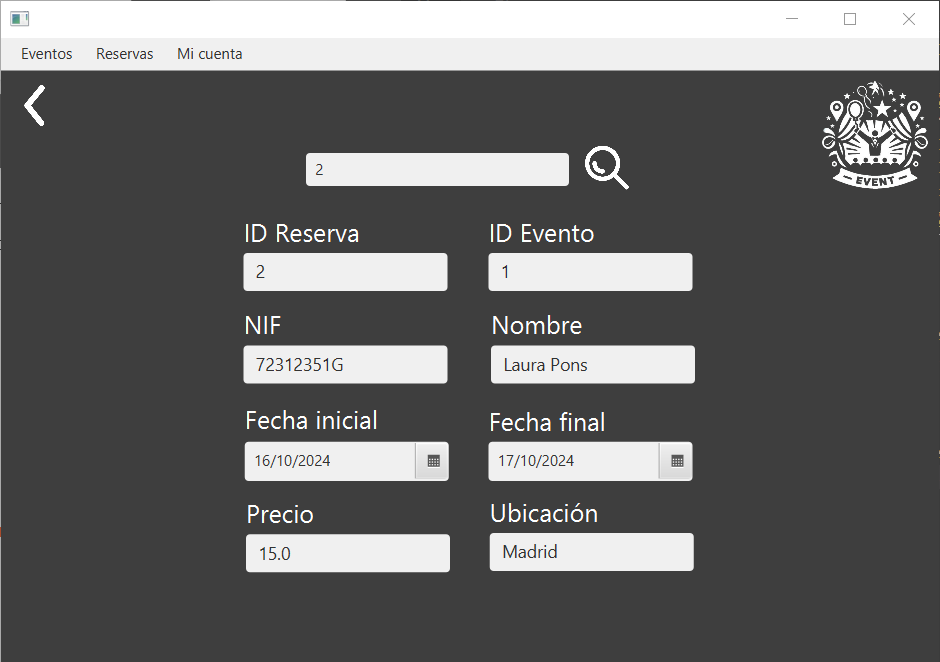 Eventos Reservas Mi cuenta
EVENT
2
ID Reserva ID Evento
2 1
NIF Nombre
72312351G Laura Pons
Fecha inicial Fecha final
16/10/2024 17/10/2024
Precio Ubicación
15.0 Madrid